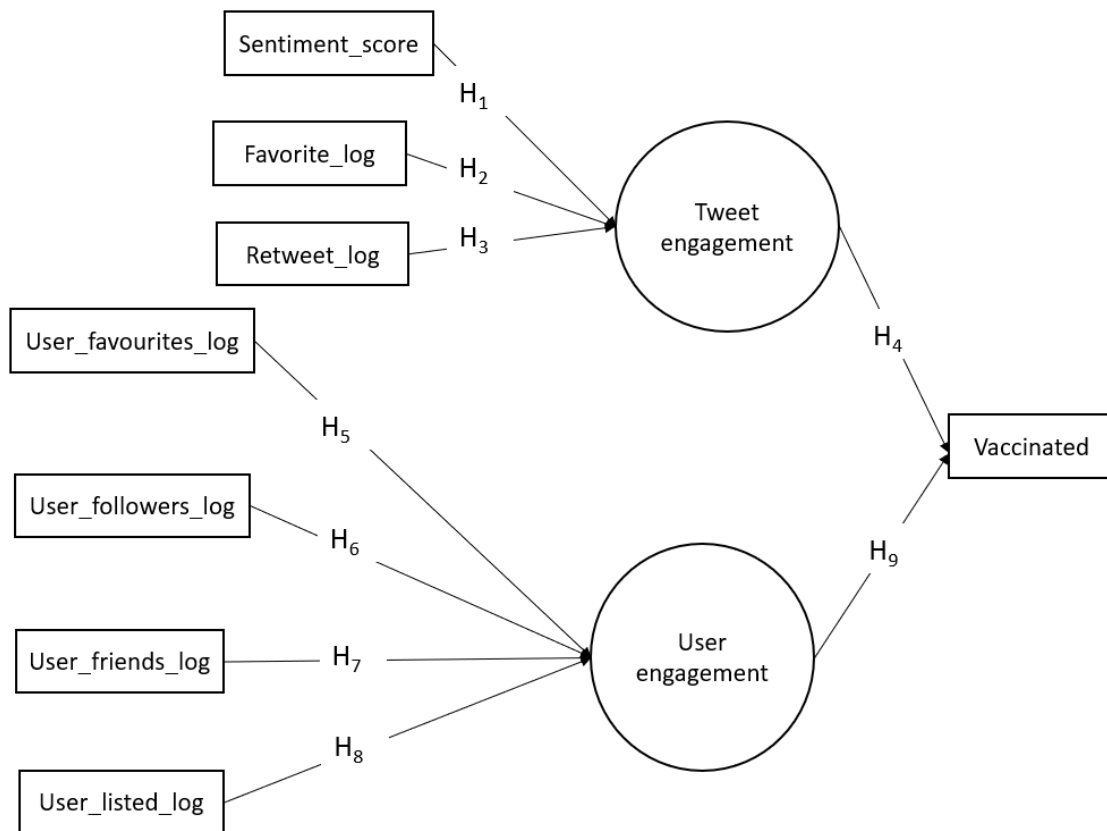 Sentiment_score
H₁
Favorite_log
H₂
Retweet_log
H₃
Tweet
engagement
H₄
User_favourites_log
H₅
User_followers_log
H₆
User_friends_log
H₇
User_listed_log
H₈
User
engagement
H₉
Vaccinated